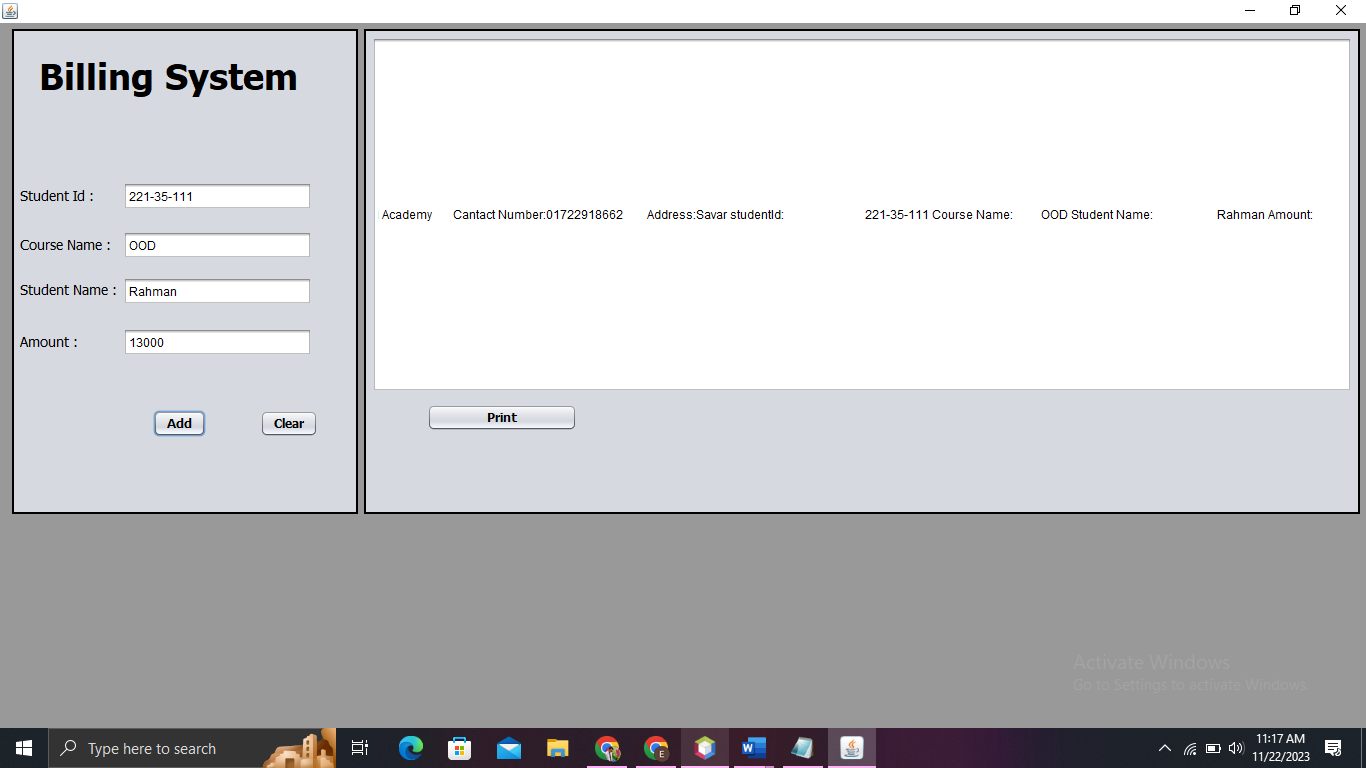 Billing System
Student Id :
221-35-111
Course Name :
OOD
Student Name :
Rahman
Amount :
13000
Add
Clear
Academy Cantact Number:01722918662 Address:Savar studentId: 221-35-111 Course Name: OOD Student Name: Rahman Amount:
Print
Activate Windows
Go to Settings to activate Windows.
Type here to search
E
W
11:17 AM
11/22/2023